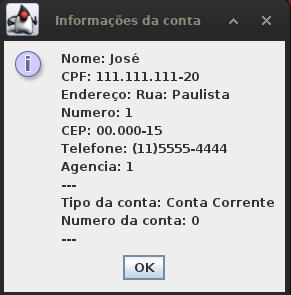 Informações da conta
Nome: José
CPF: 111.111.111-20
Endereço: Rua: Paulista
Numero: 1
CEP: 00.000-15
Telefone: (11)5555-4444
Agencia: 1
---
Tipo da conta: Conta Corrente
Numero da conta: 0
---
OK